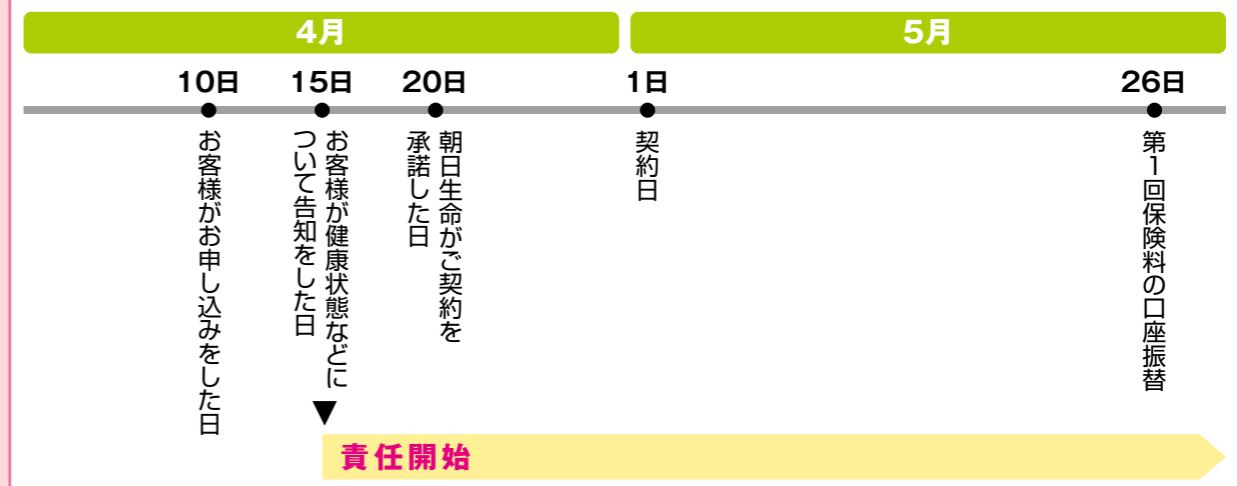 4月
5月
10日
15日
20日
1日
26日
お客様がお申し込みをした日
お客様が健康状態などに
ついて告知をした日
朝日生命がご契約を
承諾した日
契約日
第1回保険料の口座振替
責任開始